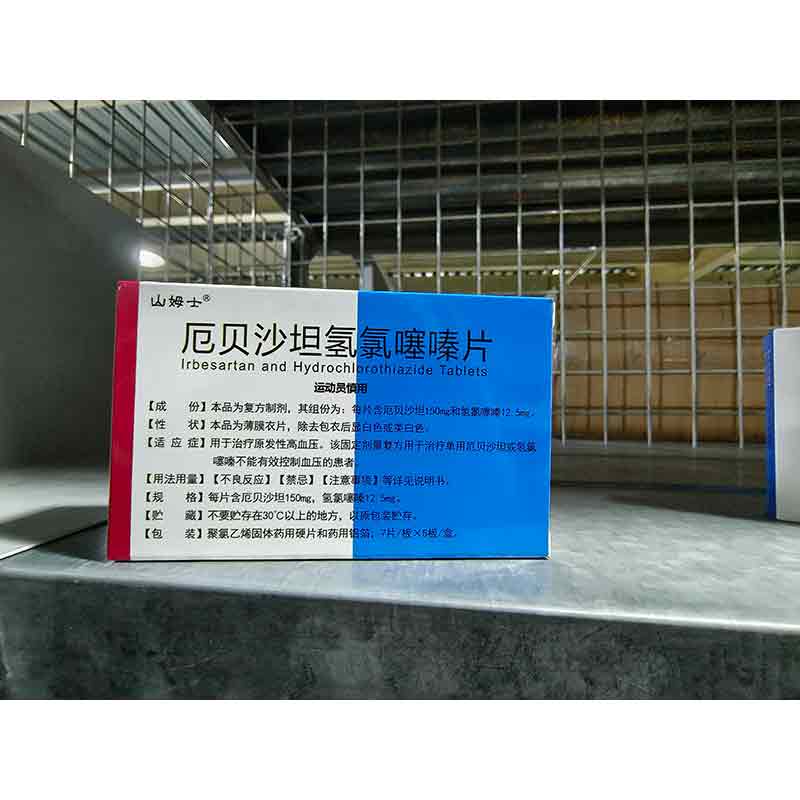 山姆士®
厄贝沙坦氢氯噻嗪片
Irbesartan and Hydrochlorothiazide Tablets
运动员慎用
【成 份】本品为复方制剂,其组份为:每片含厄贝沙坦150mg和氢氯噻嗪12.5mg。
【性 状】本品为薄膜衣片,除去包衣后显白色或类白色。
【适 应 症】用于治疗原发性高血压。该固定剂量复方用于治疗单用厄贝沙坦或氢氯
噻嗪不能有效控制血压的患者。
【用法用量】【不良反应】【禁忌】【注意事项】等详见说明书。
【规 格】每片含厄贝沙坦150mg,氢氯噻嗪12.5mg。
【贮 藏】不要贮存在30℃以上的地方,以原包装贮存。
【包 装】聚氯乙烯固体药用硬片和药用铝箔;7片/板×5板/盒。